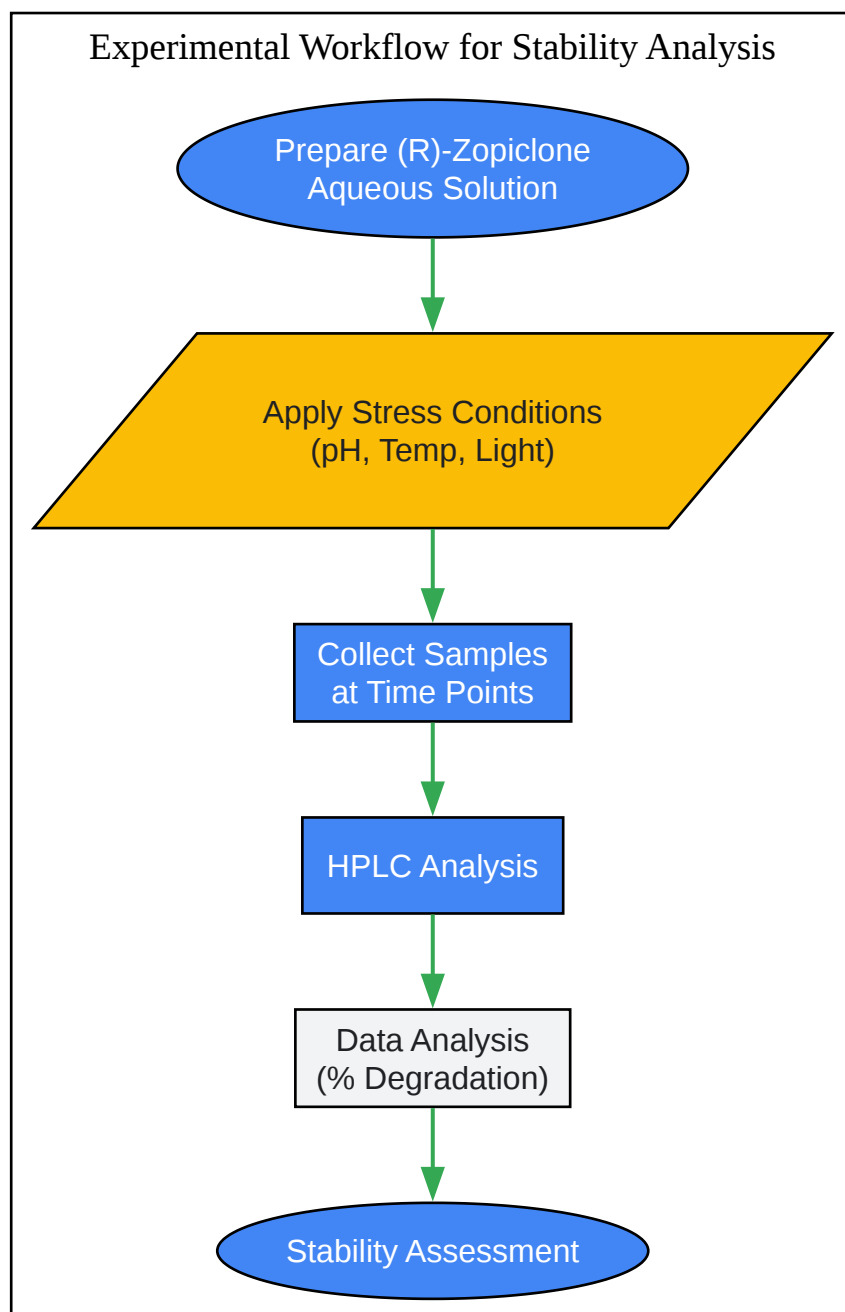 Experimental Workflow for Stability Analysis
Prepare (R)-Zopiclone
Aqueous Solution
Apply Stress Conditions
(pH, Temp, Light)
Collect Samples
at Time Points
HPLC Analysis
Data Analysis
(% Degradation)
Stability Assessment